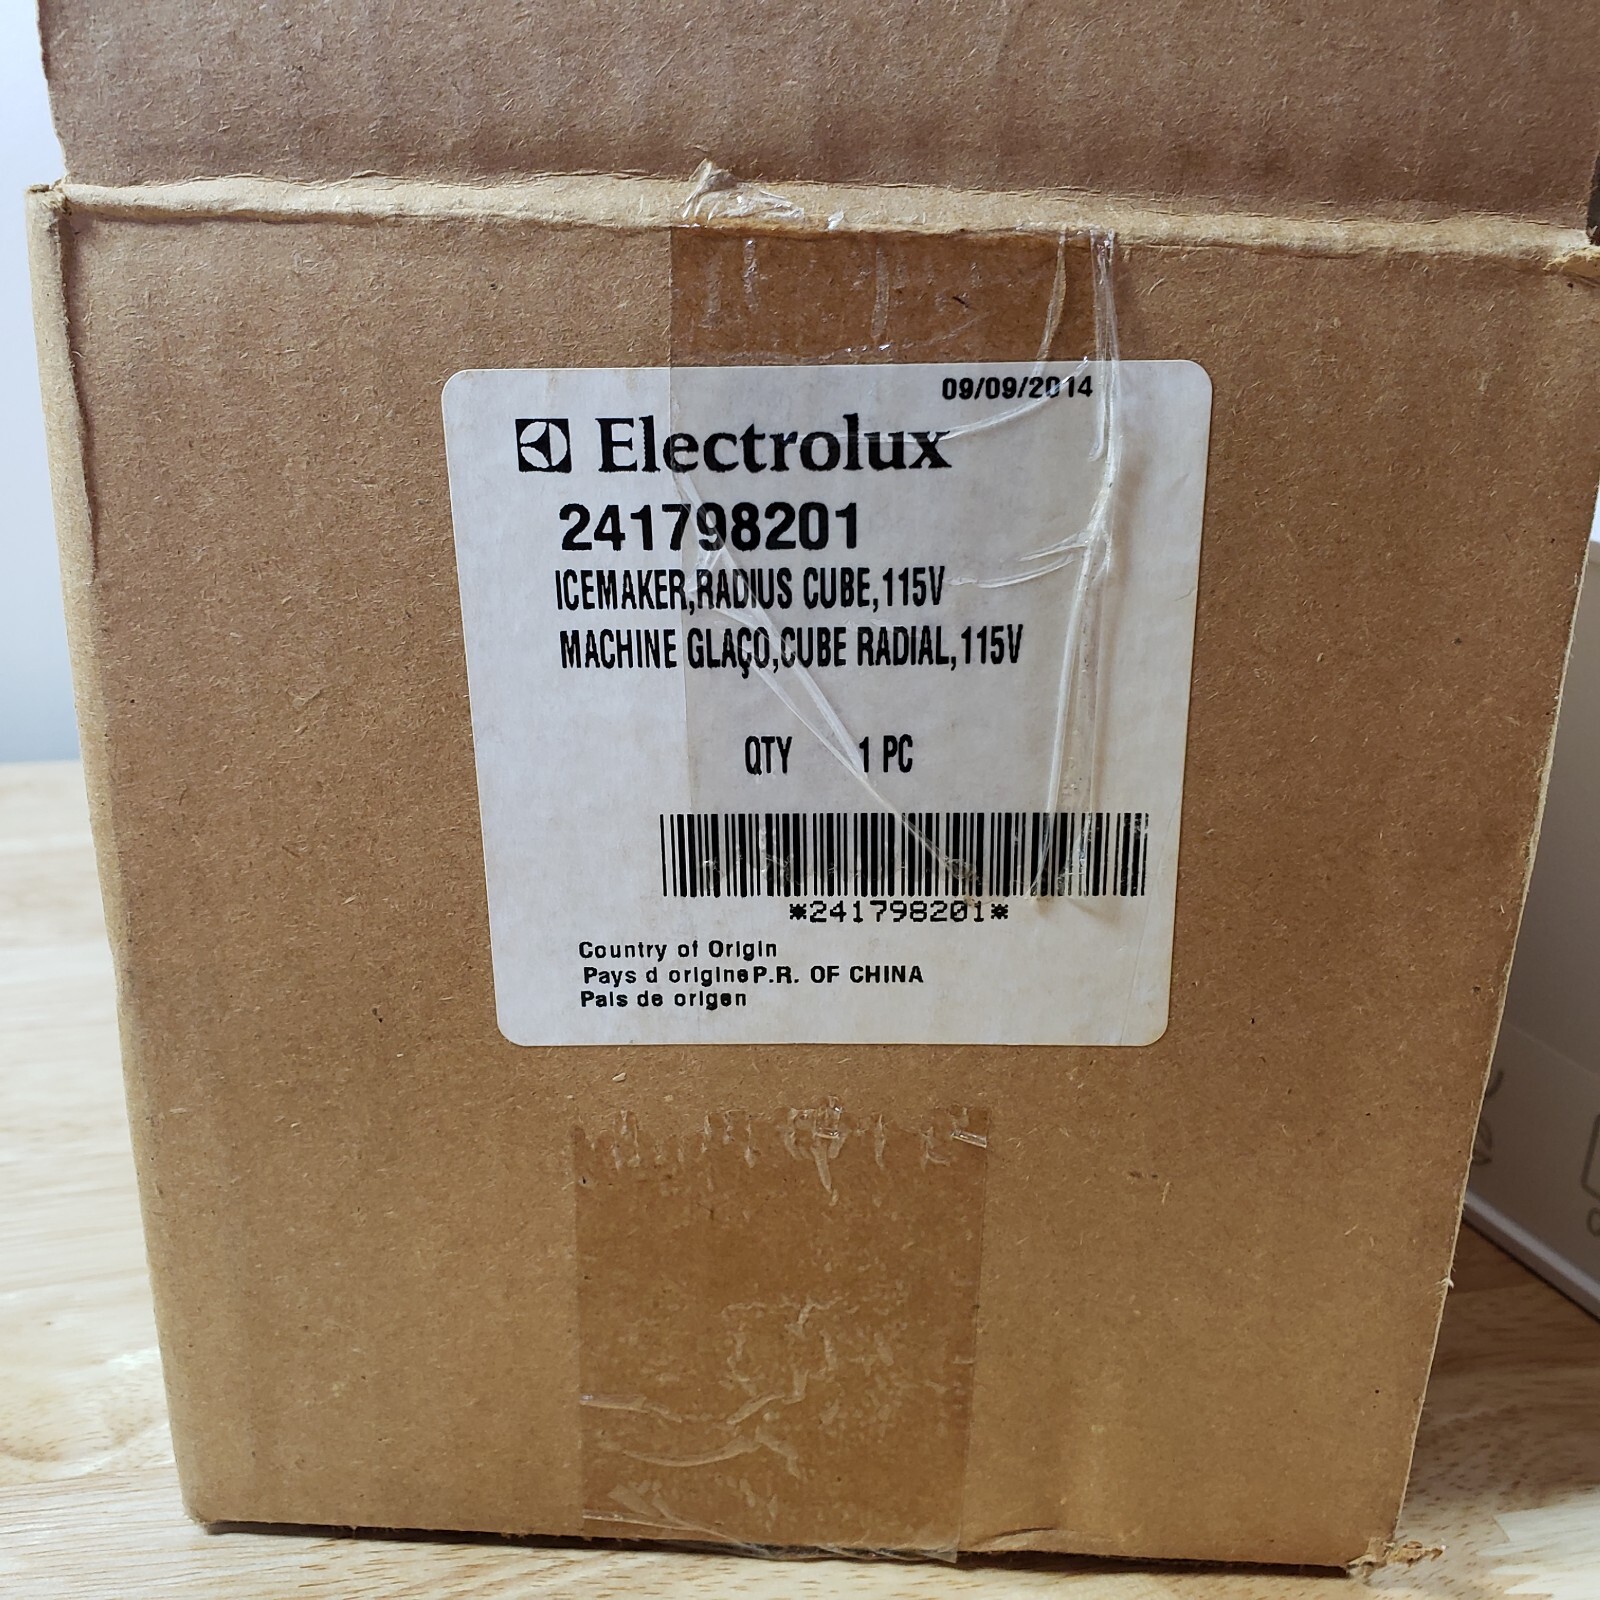 09/09/2014
Electrolux
241798201
ICEMAKER,RADIUS CUBE,115V
MACHINE GLAÇO,CUBE RADIAL,115V
QTY 1 PC
*241798201*
Country of Origin
Pays d origine P.R. OF CHINA
Pais de origen